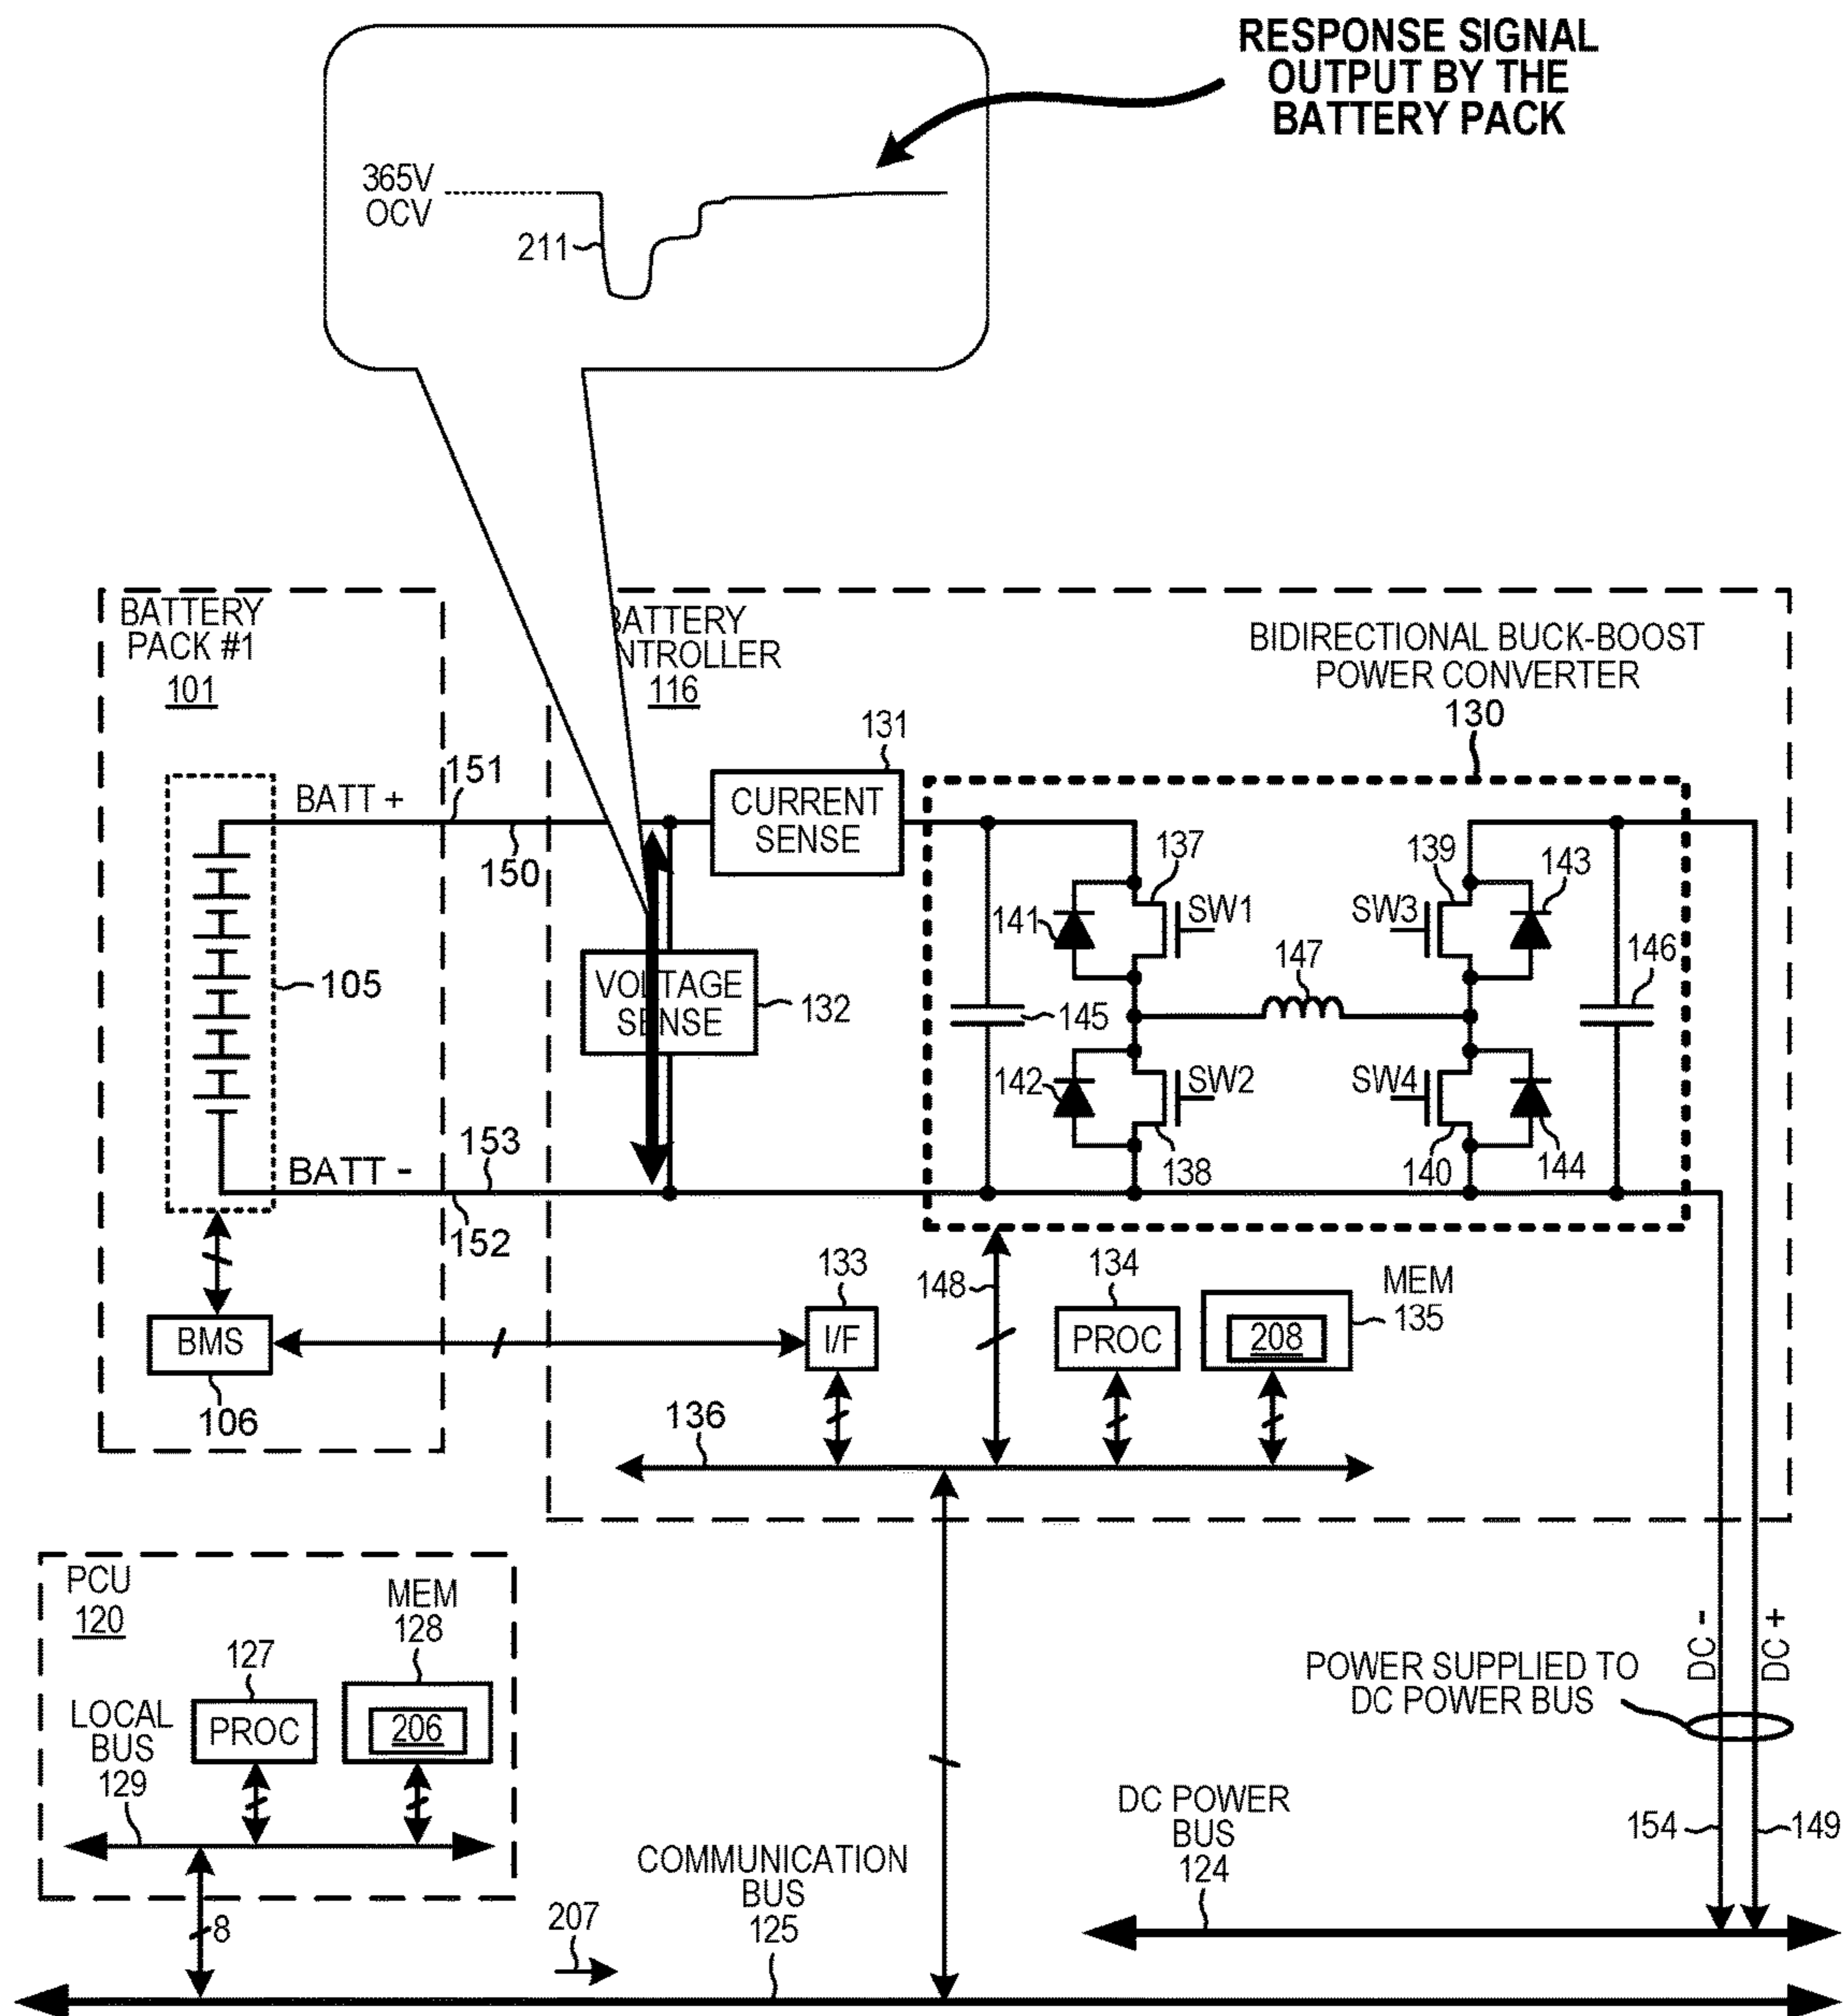 RESPONSE SIGNAL
OUTPUT BY THE
BATTERY PACK
365V
OCV
211
BATTERY
PACK #1
101
BATTERY
NTROLLER
116
BIDIRECTIONAL BUCK-BOOST
POWER CONVERTER
130
131
151
BATT +
150
CURRENT
SENSE
137
139
143
141
SW1
SW3
147
146
105
VOLTAGE
SENSE
132
145
142
SW2
SW4
138
140
144
BATT -
153
152
133
148
134
MEM
135
BMS
I/F
PROC
208
106
136
PCU
120
MEM
128
127
LOCAL
BUS
129
PROC
206
DC -
DC +
POWER SUPPLIED TO
DC POWER BUS
DC POWER
BUS
124
154
149
COMMUNICATION
BUS
125
8
207